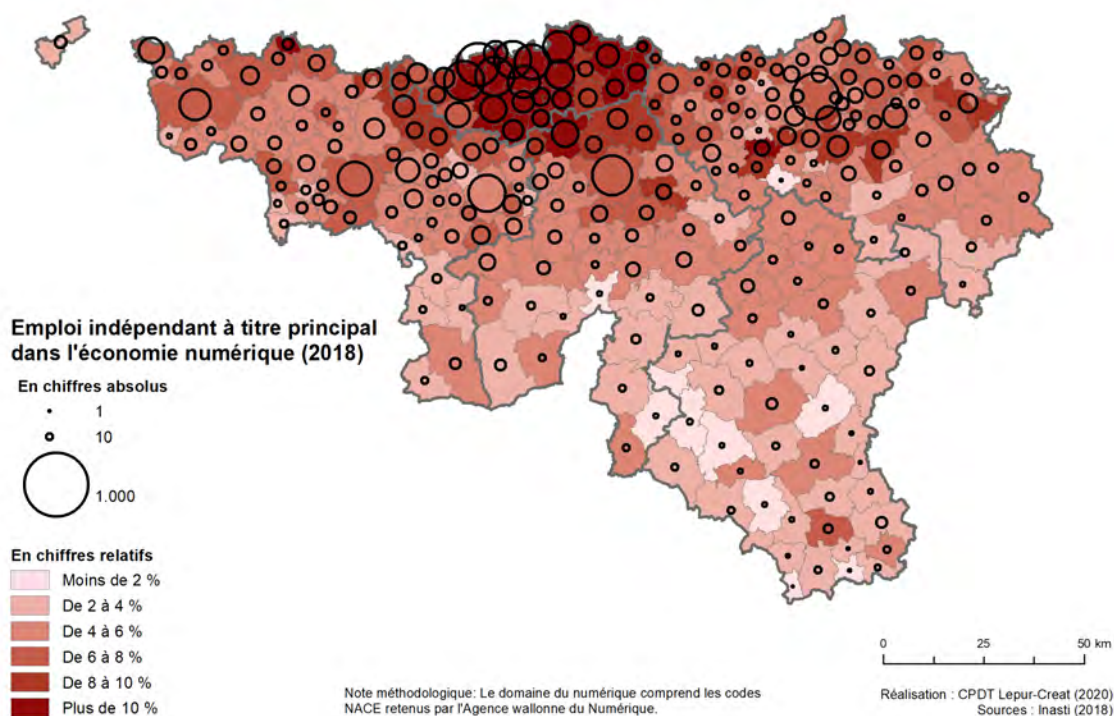 Emploi indépendant à titre principal
dans l'économie numérique (2018)
En chiffres absolus
1
10
1.000
En chiffres relatifs
Moins de 2 %
De 2 à 4 %
De 4 à 6 %
De 6 à 8 %
De 8 à 10 %
Plus de 10 %
Note méthodologique: Le domaine du numérique comprend les codes
NACE retenus par l'Agence wallonne du Numérique.
0 25 50 km
Réalisation : CPDT Lepur-Creat (2020)
Sources : Inasti (2018)